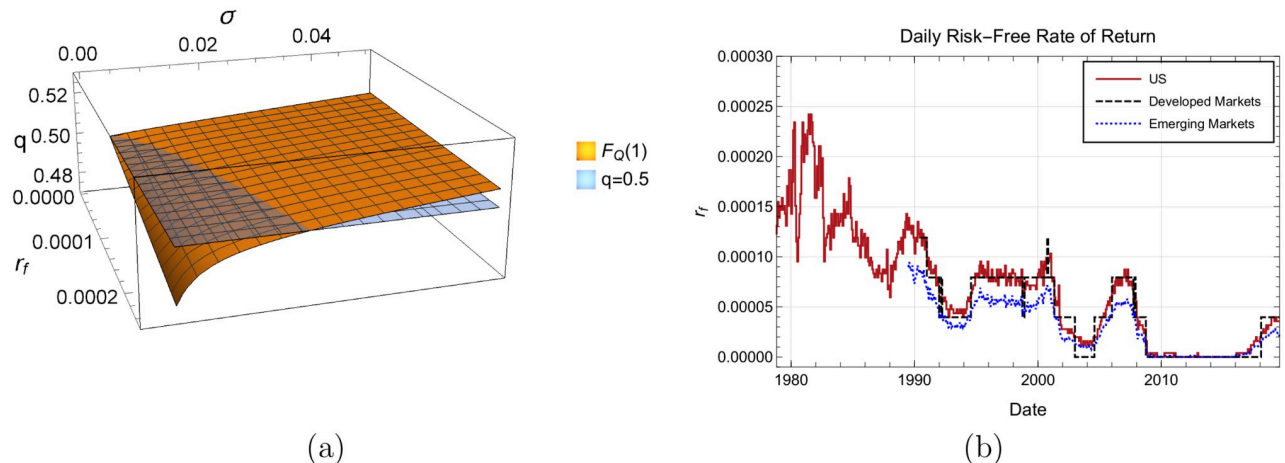 σ
0.00
0.02
0.04
0.52
0.50
q
0.48
0.0000
0.0001
r_f
0.0002
F_Q(1)
q=0.5
(a)
Daily Risk−Free Rate of Return
0.00030
0.00025
0.00020
0.00015
0.00010
0.00005
0.00000
r_f
US
Developed Markets
Emerging Markets
1980 1990 2000 2010
Date
(b)